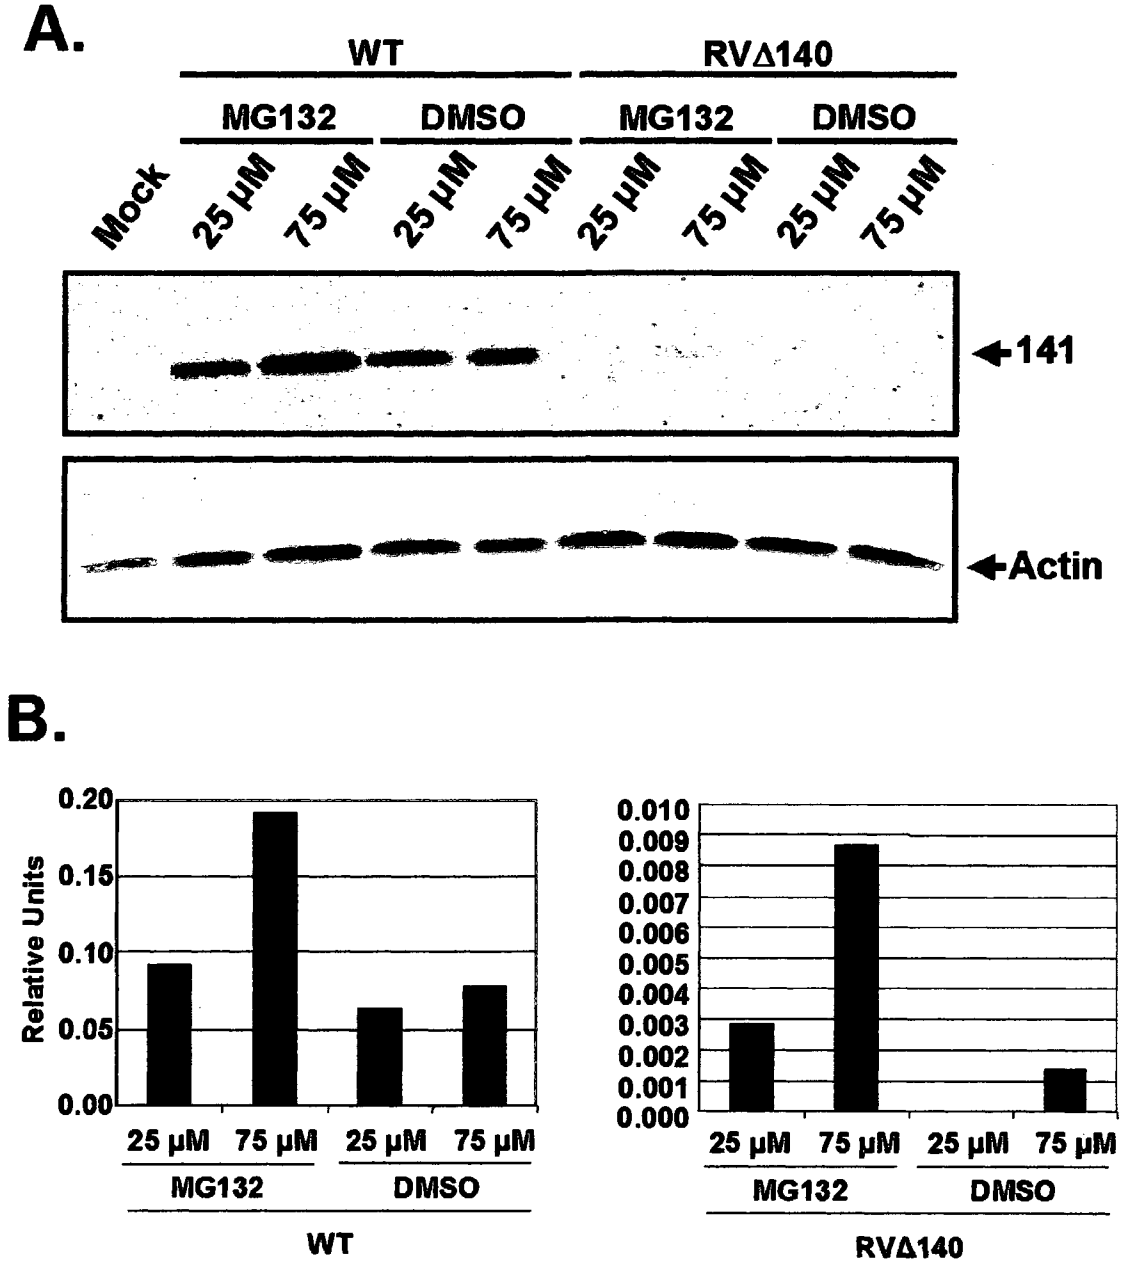 A.
WT RVΔ140
MG132 DMSO MG132 DMSO
Mock 25 µM 75 µM 25 µM 75 µM 25 µM 75 µM 25 µM 75 µM
141
Actin
B.
Relative Units
0.20
0.15
0.10
0.05
0.00
25 µM 75 µM 25 µM 75 µM
MG132 DMSO
WT
0.010
0.009
0.008
0.007
0.006
0.005
0.004
0.003
0.002
0.001
0.000
25 µM 75 µM 25 µM 75 µM
MG132 DMSO
RVΔ140